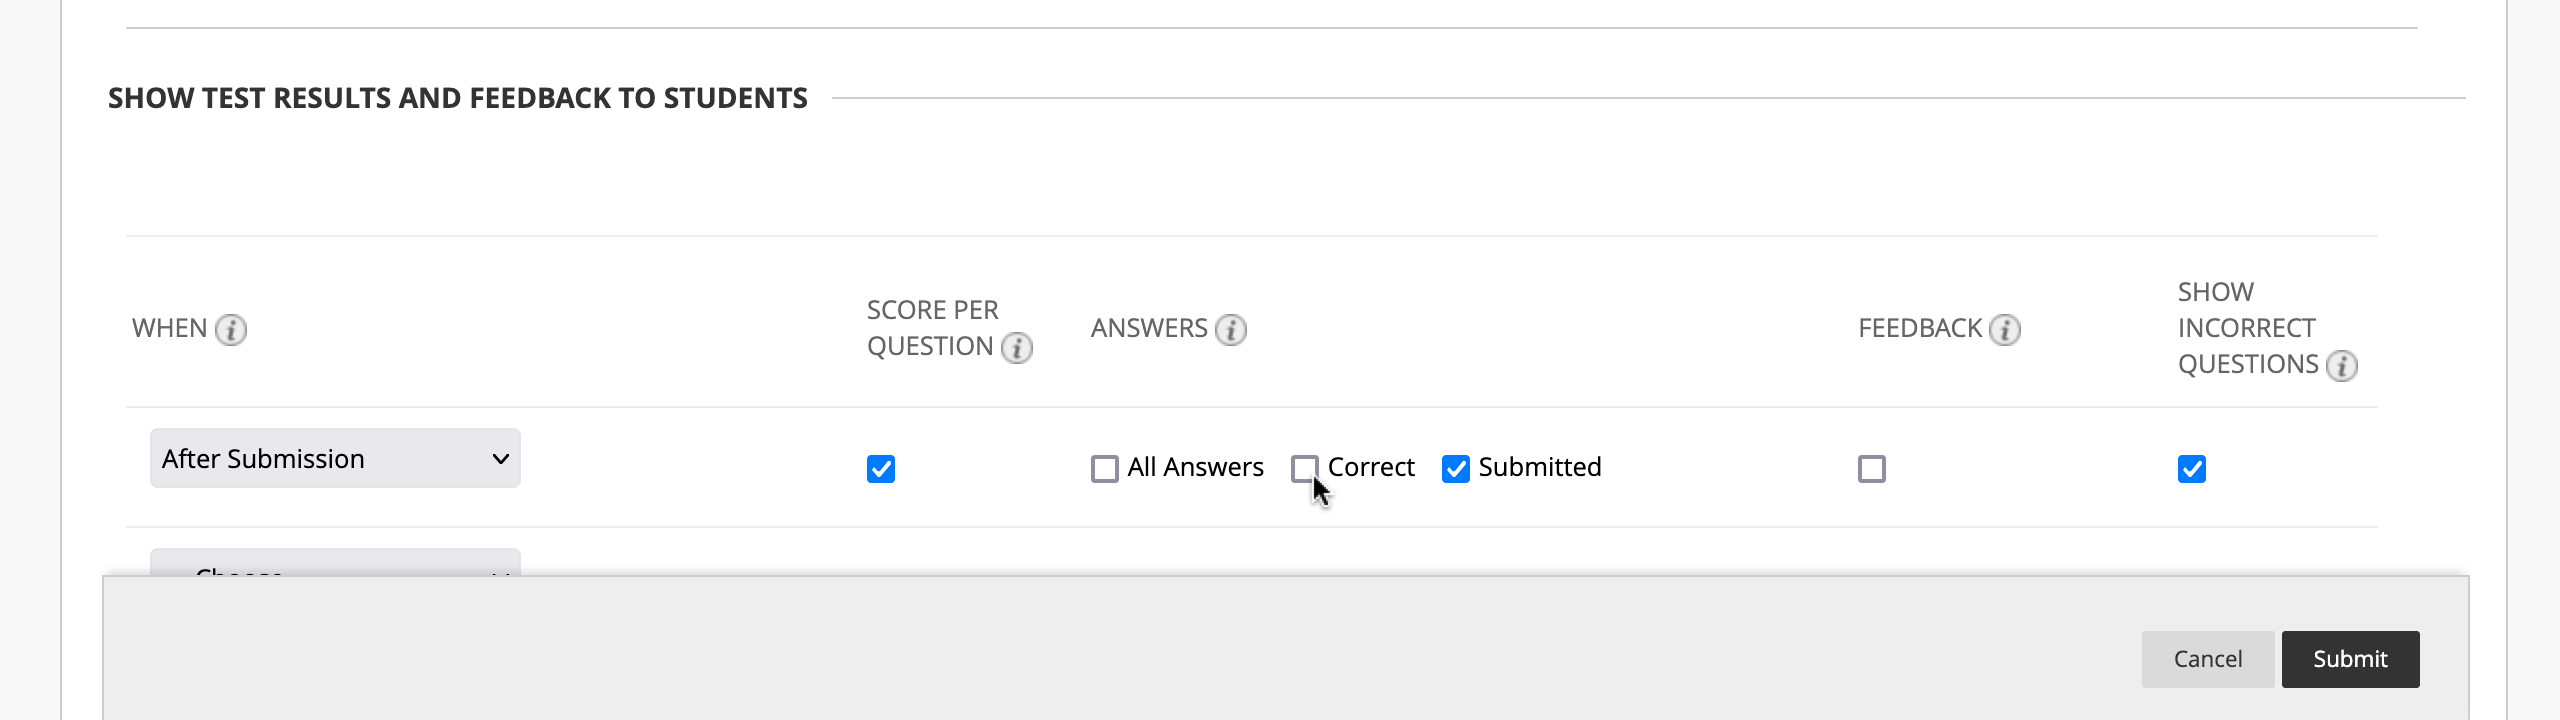 SHOW TEST RESULTS AND FEEDBACK TO STUDENTS
WHEN
SCORE PER
QUESTION
ANSWERS
FEEDBACK
SHOW
INCORRECT
QUESTIONS
After Submission
All Answers
Correct
Submitted
Choose
Cancel
Submit